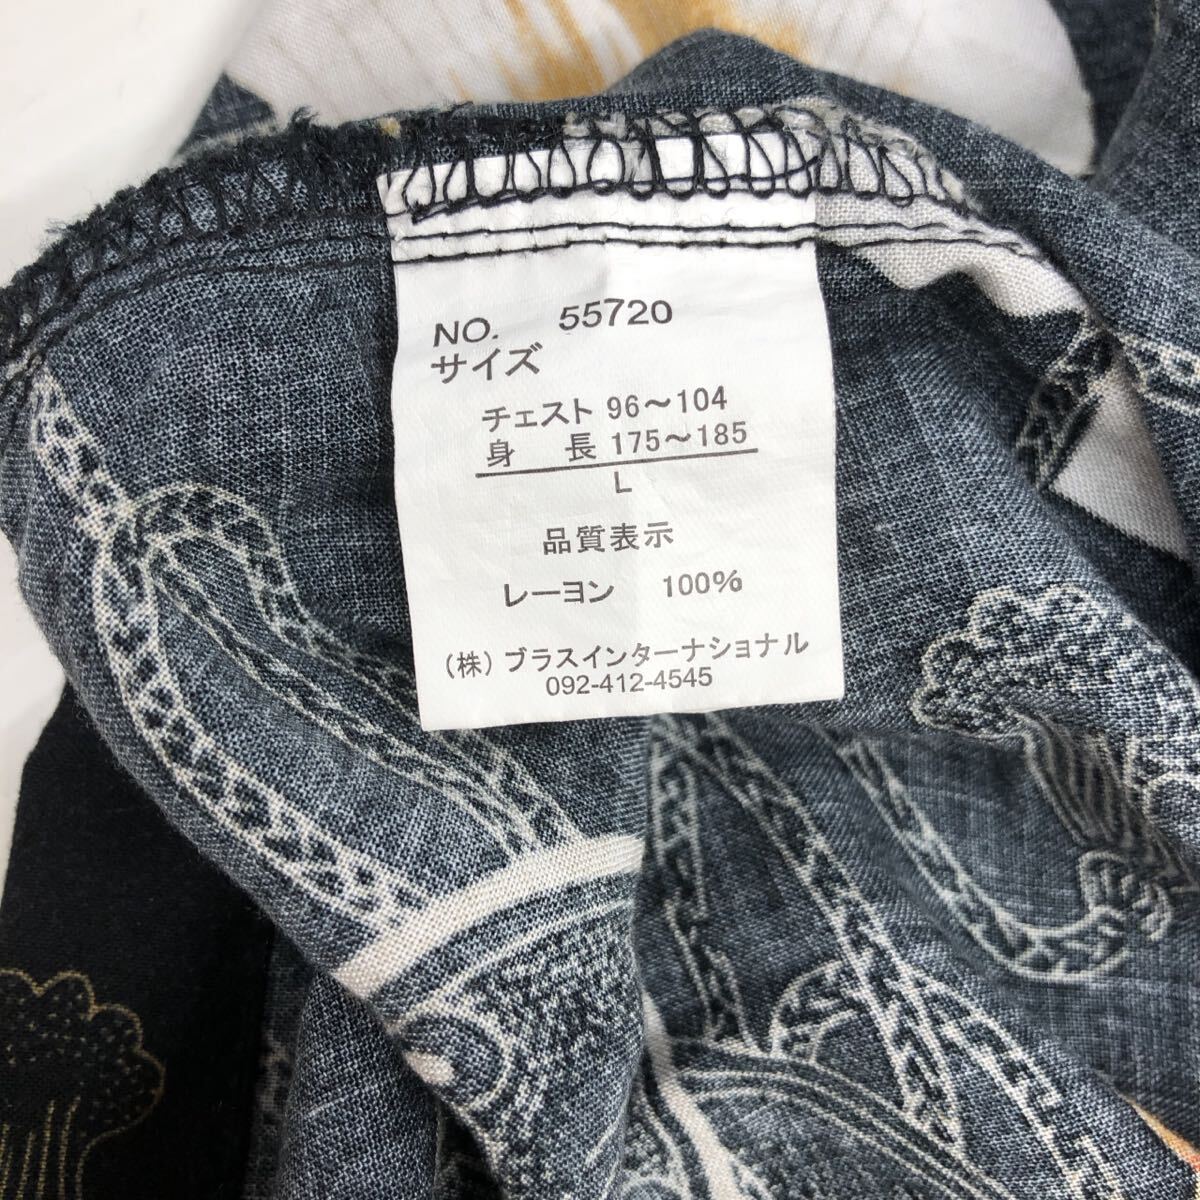 NO. 55720
サイズ
チェスト 96～104
身長 175～185
L
品質表示
レーヨン 100%
(株) ブラスインターナショナル
092-412-4545